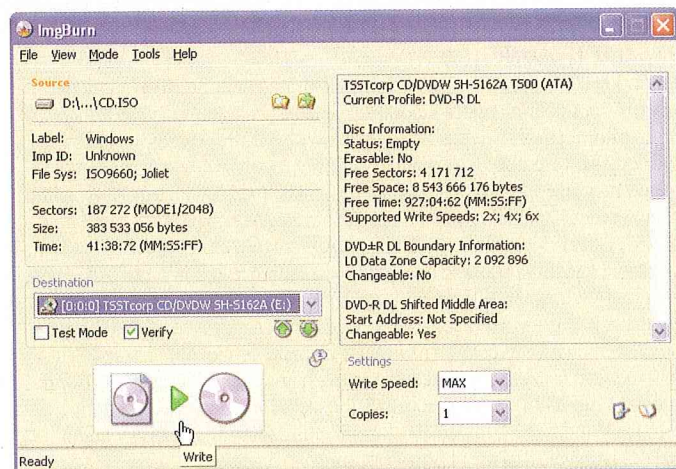 ImgBurn
File View Mode Tools Help
Source
D:\...\CD.ISO
Label: Windows
Imp ID: Unknown
File Sys: ISO9660; Joliet
Sectors: 187 272 (MODE1/2048)
Size: 383 533 056 bytes
Time: 41:38:72 (MM:SS:FF)
Destination
[0:0:0] TSSTcorp CD/DVDW SH-S162A (E:)
Test Mode Verify
Write
Ready
TSSTcorp CD/DVDW SH-S162A TS00 (ATA)
Current Profile: DVD-R DL
Disc Information:
Status: Empty
Erasable: No
Free Sectors: 4 171 712
Free Space: 8 543 666 176 bytes
Free Time: 927:04:62 (MM:SS:FF)
Supported Write Speeds: 2x; 4x; 6x
DVD±R DL Boundary Information:
L0 Data Zone Capacity: 2 092 896
Changeable: No
DVD-R DL Shifted Middle Area:
Start Address: Not Specified
Changeable: Yes
Settings
Write Speed: MAX
Copies: 1